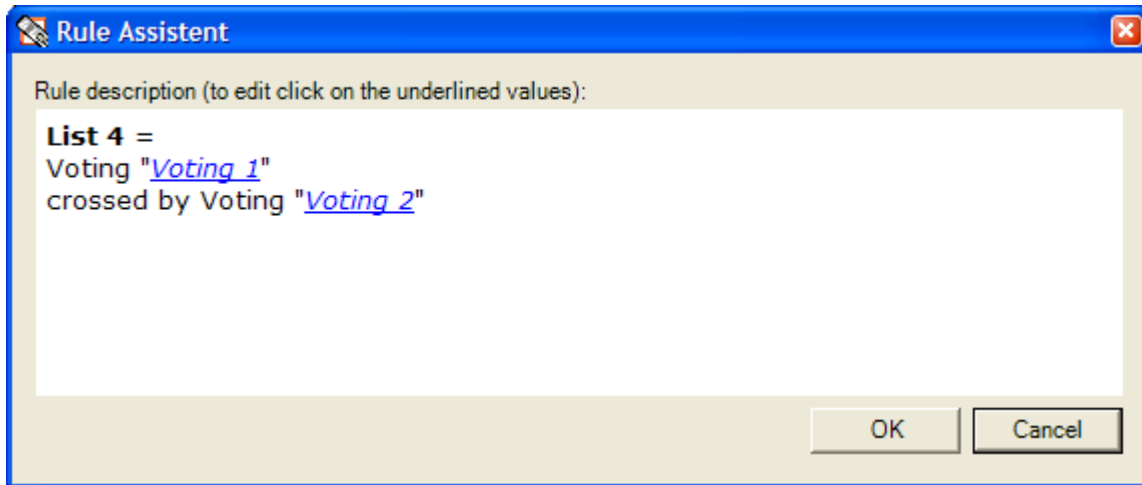 Rule Assistent
Rule description (to edit click on the underlined values):
List 4 =
Voting "Voting 1"
crossed by Voting "Voting 2"
OK
Cancel